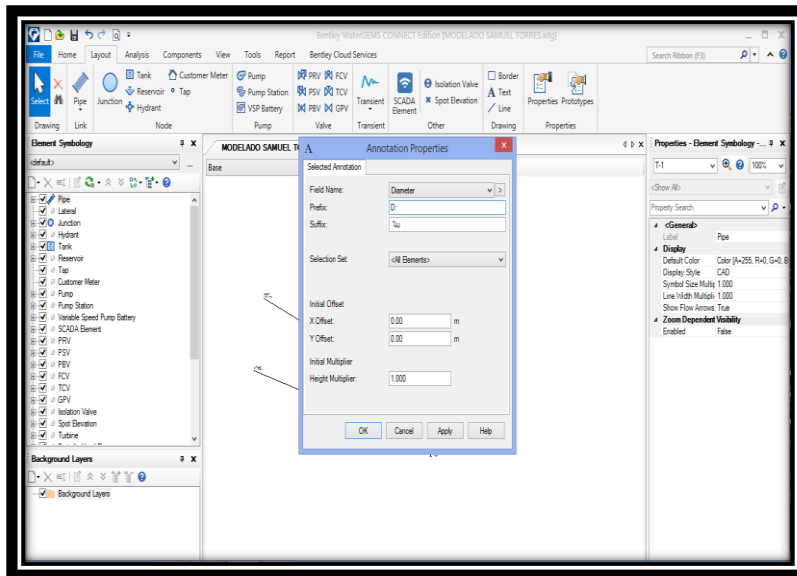 Bentley WaterGEMS CONNECT Edition [MODELADO SAMUEL TORRES.wtg]
File Home Layout Analysis Components View Tools Report Bentley Cloud Services
Search Ribbon (F3)
Select
Pipe
Junction
Tank
Reservoir
Hydrant
Customer Meter
Tap
Pump
Pump Station
VSP Battery
PRV FCV
PSV TCV
PBV GPV
Transient
SCADA Element
Isolation Valve
Spot Elevation
Border
Text
Line
Properties Prototypes
Drawing Link Node Pump Valve Transient Other Drawing Properties
Element Symbology
<default>
Pipe
Lateral
Junction
Hydrant
Tank
Reservoir
Tap
Customer Meter
Pump
Pump Station
Variable Speed Pump Battery
SCADA Element
PRV
PSV
PBV
FCV
TCV
GPV
Isolation Valve
Spot Elevation
Turbine
Background Layers
Background Layers
MODELADO SAMUEL T
Base
Annotation Properties
Selected Annotation
Field Name: Diameter
Prefix: D:
Suffix: %u
Selection Set: <All Elements>
Initial Offset
X Offset: 0.00 m
Y Offset: 0.00 m
Initial Multiplier
Height Multiplier: 1.000
OK Cancel Apply Help
Properties - Element Symbology - ...
T-1 100%
<Show All>
Property Search
<General>
Label Pipe
Display
Default Color Color [A=255, R=0, G=0, B
Display Style CAD
Symbol Size Multip 1.000
Line Width Multipli 1.000
Show Flow Arrows True
Zoom Dependent Visibility
Enabled False